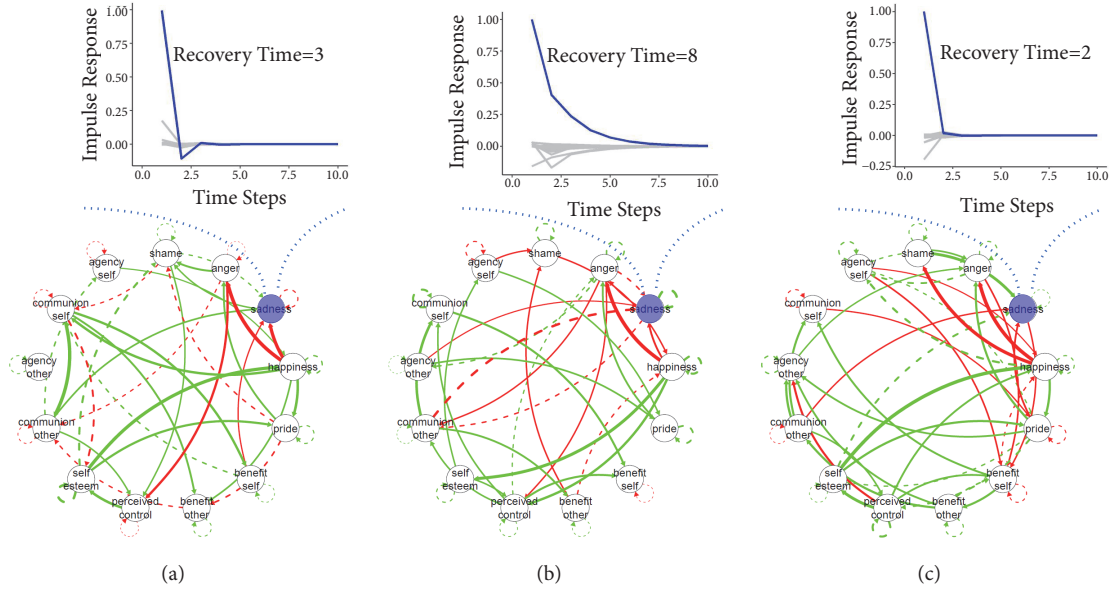 1.00
0.75
0.50
0.25
0.00
Impulse Response
Recovery Time=3
0.0
2.5
5.0
7.5
10.0
Time Steps
shame
anger
agency
self
sadness
communion
self
agency
other
happiness
communion
other
pride
self
esteem
benefit
self
perceived
control
benefit
other
(a)
1.00
0.75
0.50
0.25
0.00
Impulse Response
Recovery Time=8
0.0
2.5
5.0
7.5
10.0
Time Steps
shame
anger
agency
self
sadness
communion
self
agency
other
happiness
communion
other
pride
self
esteem
benefit
self
perceived
control
benefit
other
(b)
1.00
0.75
0.50
0.25
0.00
−0.25
Impulse Response
Recovery Time=2
0.0
2.5
5.0
7.5
10.0
Time Steps
shame
anger
agency
self
sadness
communion
self
agency
other
happiness
communion
other
pride
self
esteem
benefit
self
perceived
control
benefit
other
(c)